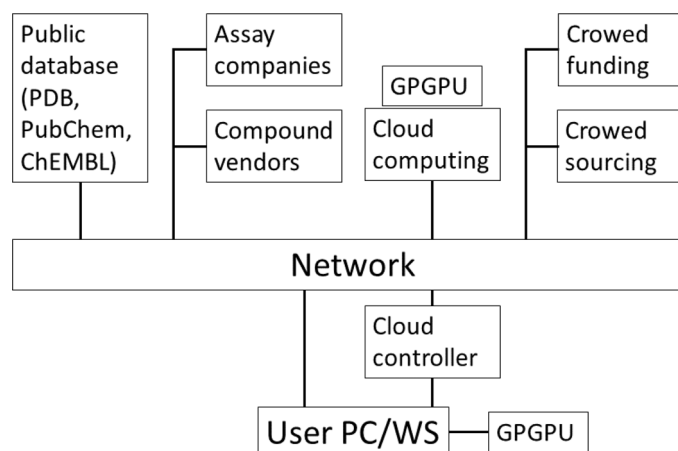 Public
database
(PDB,
PubChem,
ChEMBL)
Assay
companies
Compound
vendors
GPGPU
Cloud
computing
Crowed
funding
Crowed
sourcing
Network
Cloud
controller
User PC/WS
GPGPU